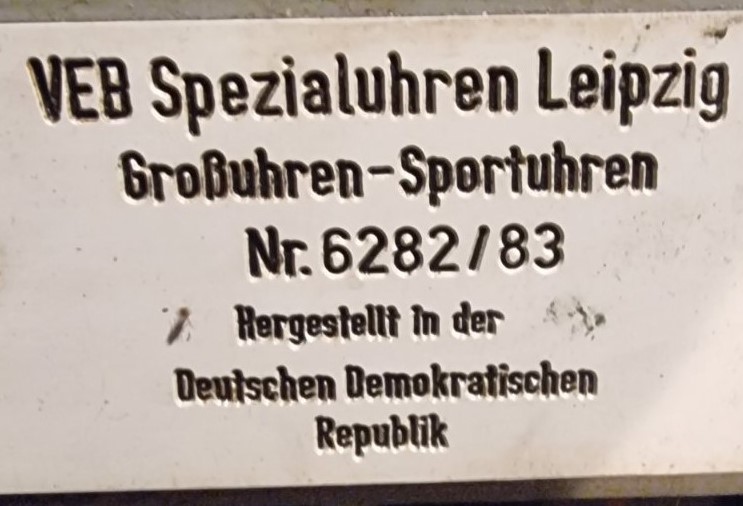 VEB Spezialuhren Leipzig
Großuhren-Sportuhren
Nr. 6282/83
Hergestellt in der
Deutschen Demokratischen
Republik